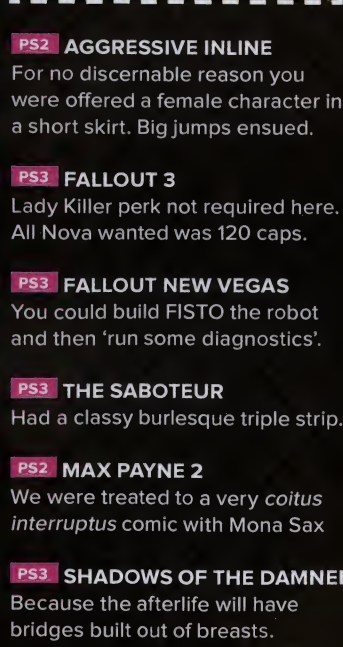 PS2 AGGRESSIVE INLINE
For no discernable reason you
were offered a female character in
a short skirt. Big jumps ensued.
PS3 FALLOUT 3
Lady Killer perk not required here.
All Nova wanted was 120 caps.
PS3 FALLOUT NEW VEGAS
You could build FISTO the robot
and then ‘run some diagnostics’.
PS3 THE SABOTEUR
Had a classy burlesque triple strip.
PS2 MAX PAYNE 2
We were treated to a very coitus
interruptus comic with Mona Sax
PS3 SHADOWS OF THE DAMNE
Because the afterlife will have
bridges built out of breasts.